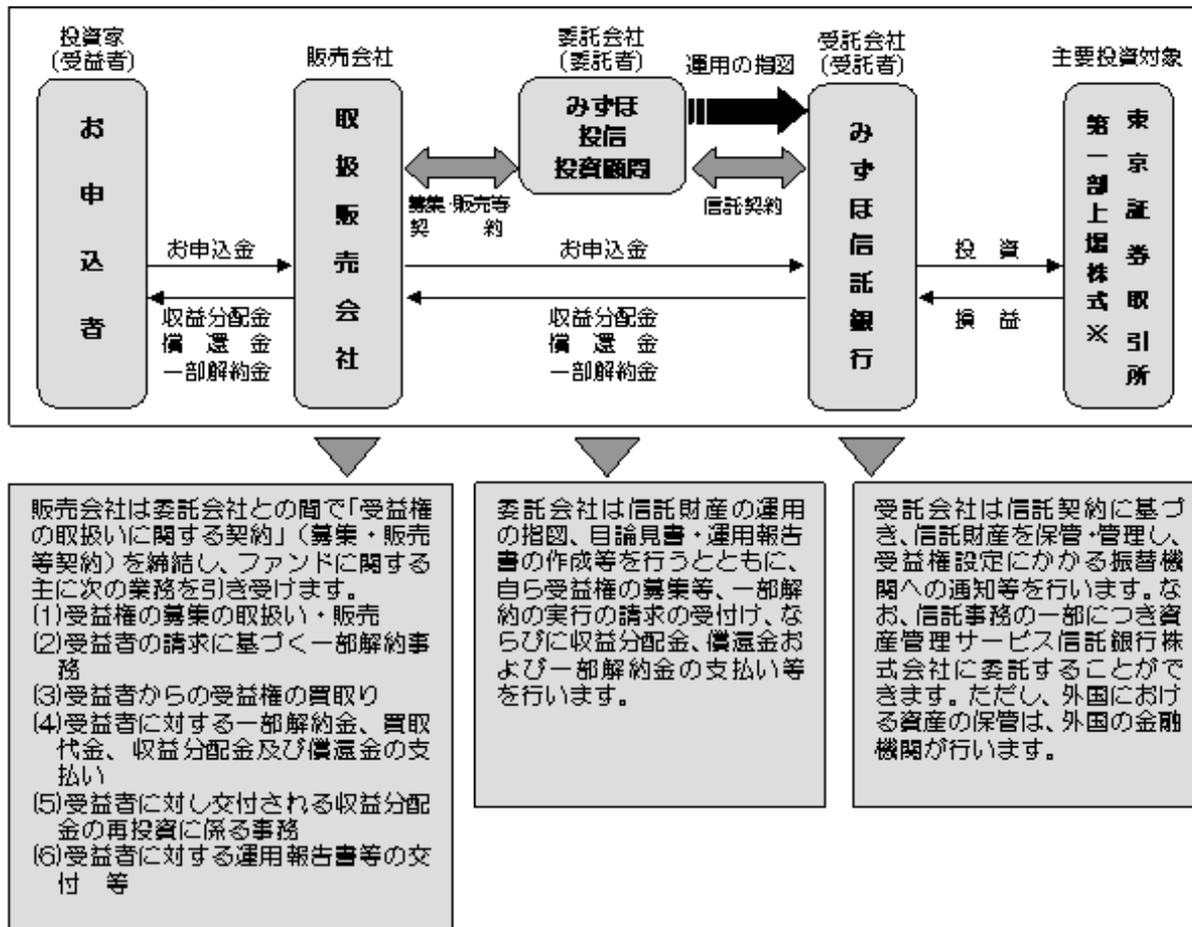 投資家
(受益者)
お申込者
販売会社
取扱販売会社
委託会社
(委託者)
みずほ
投信
投資顧問
運用の指図
受託会社
(受託者)
みずほ信託銀行
主要投資対象
東京証券取引所
第一部上場株式※
募集・販売等
契　約
信託契約
お申込金
お申込金
投　資
収益分配金
償　還　金
一部解約金
収益分配金
償　還　金
一部解約金
損　益
販売会社は委託会社との間で「受益権
の取扱いに関する契約」(募集・販売
等契約)を締結し、ファンドに関する
主に次の業務を引き受けます。
(1)受益権の募集の取扱い・販売
(2)受益者の請求に基づく一部解約事
務
(3)受益者からの受益権の買取り
(4)受益者に対する一部解約金、買取
代金、収益分配金及び償還金の支
払い
(5)受益者に対し交付される収益分配
金の再投資に係る事務
(6)受益者に対する運用報告書等の交
付　等
委託会社は信託財産の運用
の指図、目論見書・運用報告
書の作成等を行うとともに、
自ら受益権の募集等、一部解
約の実行の請求の受付け、な
らびに収益分配金、償還金お
よび一部解約金の支払い等
を行います。
受託会社は信託契約に基づ
き、信託財産を保管・管理し、
受益権設定にかかる振替機
関への通知等を行います。な
お、信託事務の一部につき資
産管理サービス信託銀行株
式会社に委託することがで
きます。ただし、外国におけ
る資産の保管は、外国の金融
機関が行います。